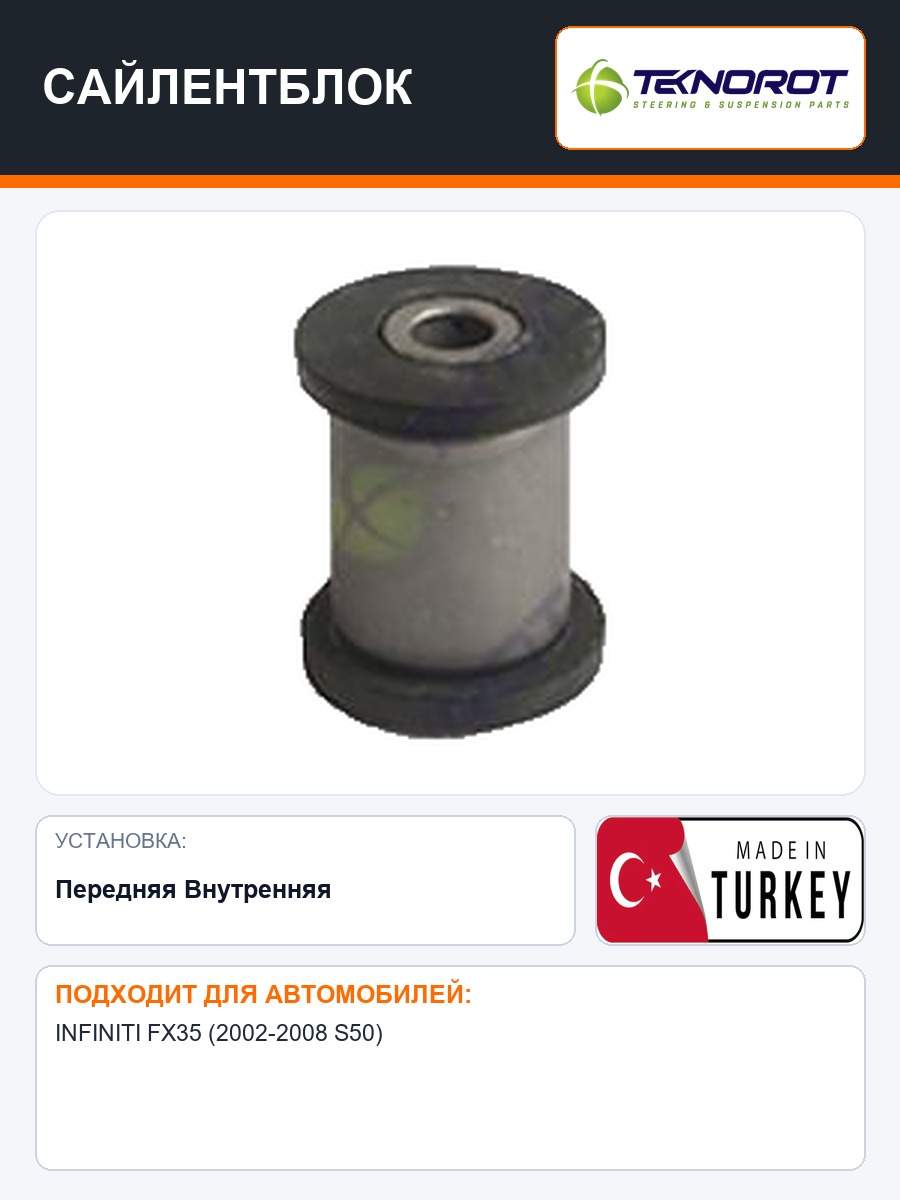 САЙЛЕНТБЛОК
TEKNOROT
STEERING & SUSPENSION PARTS
УСТАНОВКА:
Передняя Внутренняя
MADE IN
TURKEY
ПОДХОДИТ ДЛЯ АВТОМОБИЛЕЙ:
INFINITI FX35 (2002-2008 S50)